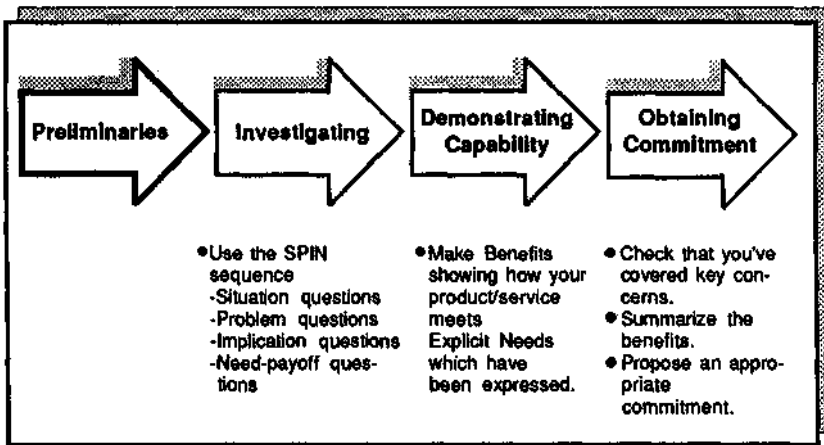 Preliminaries
Investigating
Demonstrating
Capability
Obtaining
Commitment
●Use the SPIN
sequence
-Situation questions
-Problem questions
-Implication questions
-Need-payoff ques-
tions
●Make Benefits
showing how your
product/service
meets
Explicit Needs
which have
been expressed.
●Check that you've
covered key con-
cerns.
●Summarize the
benefits.
●Propose an appro-
priate
commitment.